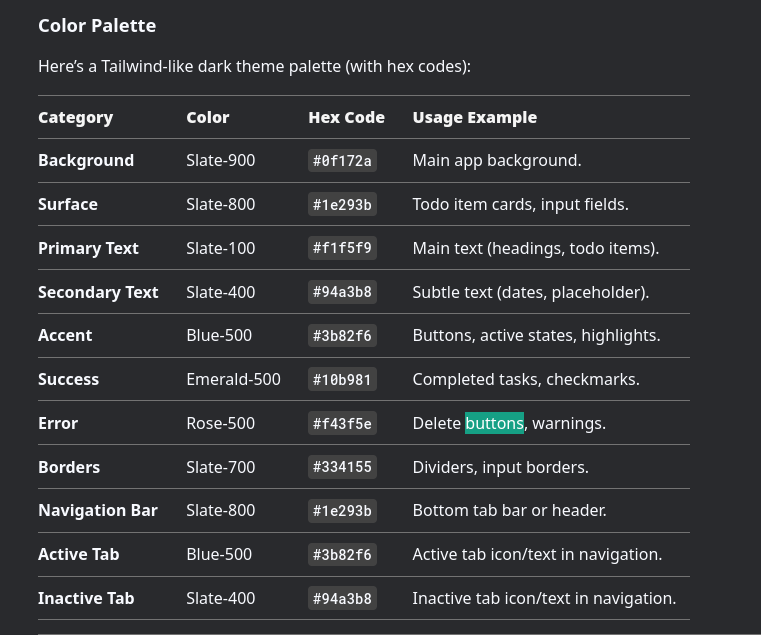 Color Palette
Here's a Tailwind-like dark theme palette (with hex codes):
Category Color Hex Code Usage Example
Background Slate-900 #0f172a Main app background.
Surface Slate-800 #1e293b Todo item cards, input fields.
Primary Text Slate-100 #f1f5f9 Main text (headings, todo items).
Secondary Text Slate-400 #94a3b8 Subtle text (dates, placeholder).
Accent Blue-500 #3b82f6 Buttons, active states, highlights.
Success Emerald-500 #10b981 Completed tasks, checkmarks.
Error Rose-500 #f43f5e Delete buttons, warnings.
Borders Slate-700 #334155 Dividers, input borders.
Navigation Bar Slate-800 #1e293b Bottom tab bar or header.
Active Tab Blue-500 #3b82f6 Active tab icon/text in navigation.
Inactive Tab Slate-400 #94a3b8 Inactive tab icon/text in navigation.